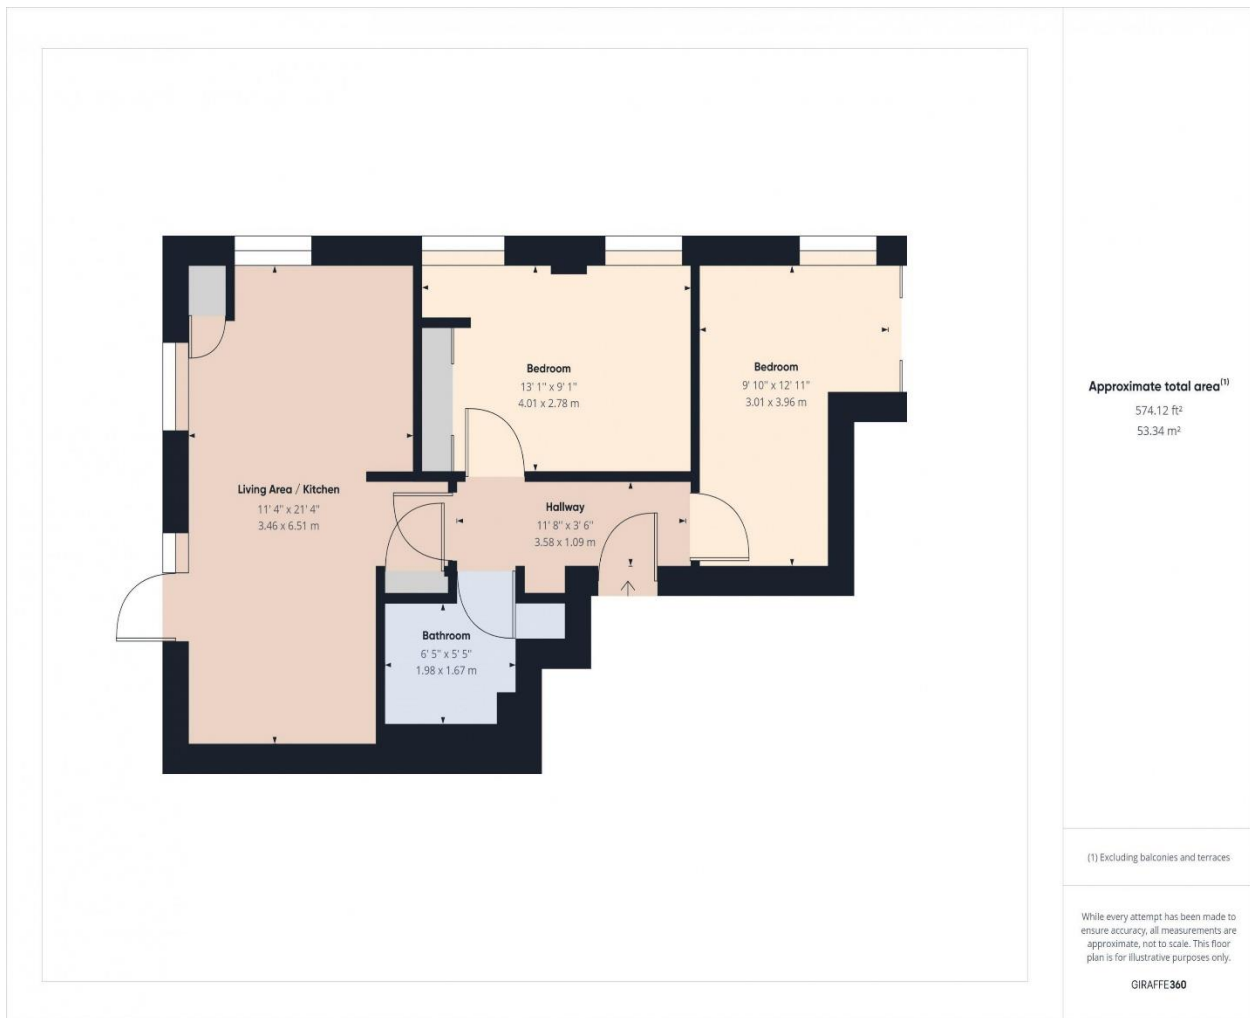 Living Area / Kitchen
11' 4" x 21' 4"
3.46 x 6.51 m
Bedroom
13' 1" x 9' 1"
4.01 x 2.78 m
Bedroom
9' 10" x 12' 11"
3.01 x 3.96 m
Hallway
11' 8" x 3' 6"
3.58 x 1.09 m
Bathroom
6' 5" x 5' 5"
1.98 x 1.67 m
Approximate total area(1)
574.12 ft²
53.34 m²
(1) Excluding balconies and terraces
While every attempt has been made to
ensure accuracy, all measurements are
approximate, not to scale. This floor
plan is for illustrative purposes only.
GIRAFFE360